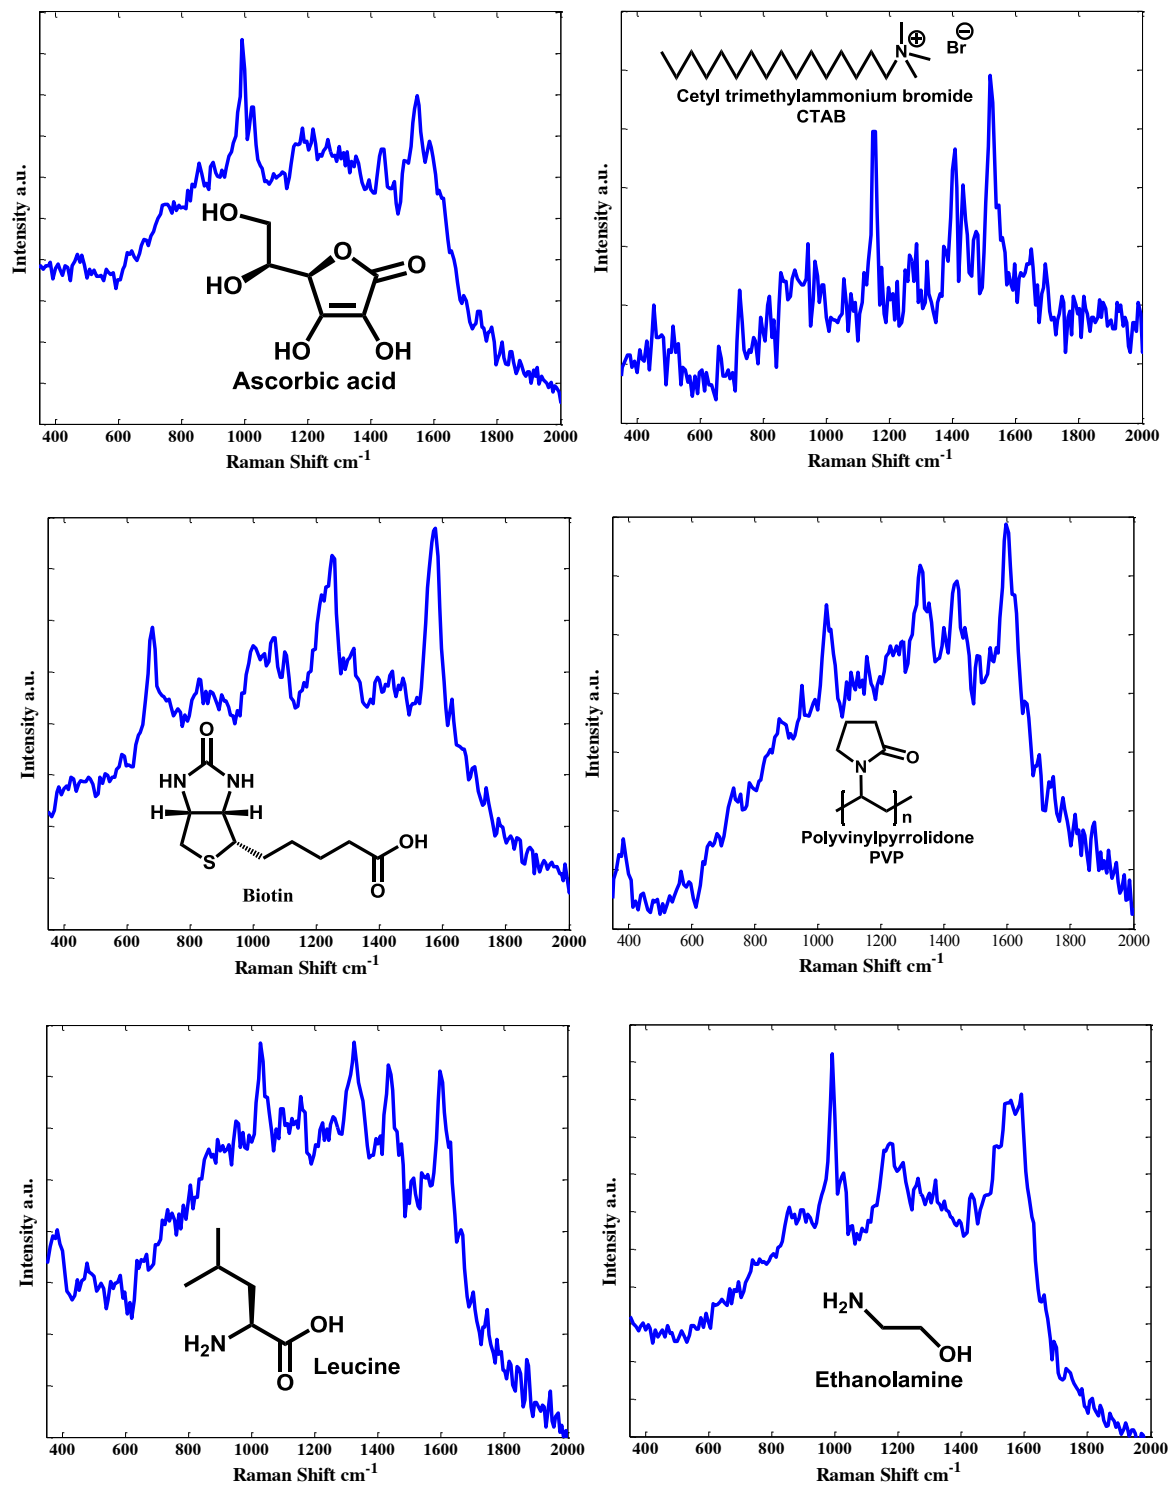 Intensity a.u.
HO
O
O
HO
HO
OH
Ascorbic acid
400 600 800 1000 1200 1400 1600 1800 2000
Raman Shift cm-1
Intensity a.u.
N⊕ Br⊖
Cetyl trimethylammonium bromide
CTAB
400 600 800 1000 1200 1400 1600 1800 2000
Raman Shift cm-1
Intensity a.u.
O
HN NH
H H
S
OH
O
Biotin
400 600 800 1000 1200 1400 1600 1800 2000
Raman Shift cm-1
Intensity a.u.
N O
n
Polyvinylpyrrolidone
PVP
400 600 800 1000 1200 1400 1600 1800 2000
Raman Shift cm-1
Intensity a.u.
H2N
OH
O
Leucine
400 600 800 1000 1200 1400 1600 1800 2000
Raman Shift cm-1
Intensity a.u.
H2N
OH
Ethanolamine
400 600 800 1000 1200 1400 1600 1800 2000
Raman Shift cm-1